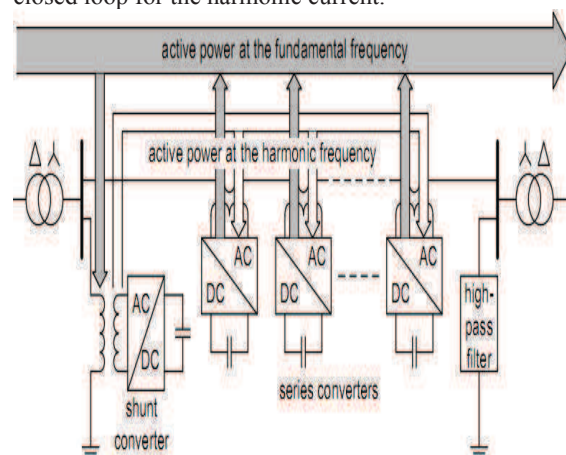 closed loop for the harmonic current.
active power at the fundamental frequency
active power at the harmonic frequency
Δ
Δ
AC
DC
AC
DC
AC
DC
AC
DC
high-
pass
filter
series converters
shunt
converter